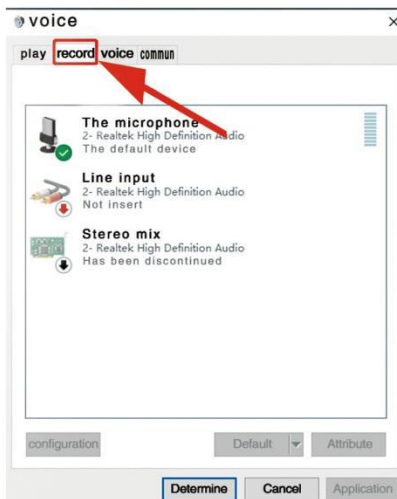 voice
play record voice commun
The microphone
2- Realtek High Definition Audio
The default device
Line input
2- Realtek High Definition Audio
Not insert
Stereo mix
2- Realtek High Definition Audio
Has been discontinued
configuration Default Attribute
Determine Cancel Application